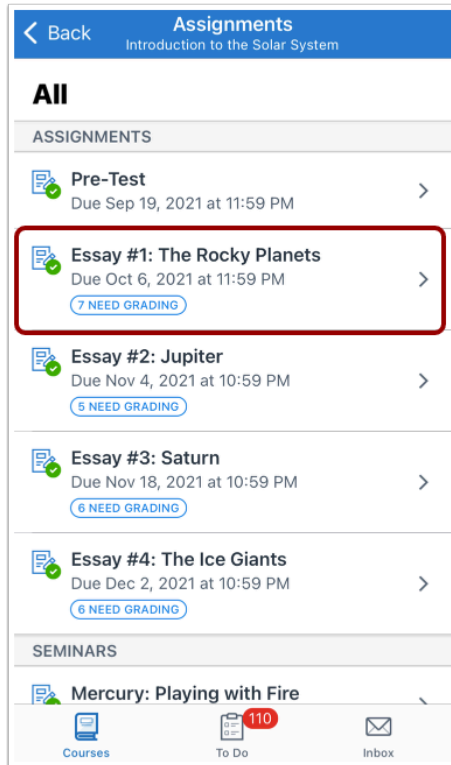 Back
Assignments
Introduction to the Solar System
All
ASSIGNMENTS
Pre-Test
Due Sep 19, 2021 at 11:59 PM
Essay #1: The Rocky Planets
Due Oct 6, 2021 at 11:59 PM
7 NEED GRADING
Essay #2: Jupiter
Due Nov 4, 2021 at 10:59 PM
5 NEED GRADING
Essay #3: Saturn
Due Nov 18, 2021 at 10:59 PM
6 NEED GRADING
Essay #4: The Ice Giants
Due Dec 2, 2021 at 10:59 PM
6 NEED GRADING
SEMINARS
Mercury: Playing with Fire
110
Courses
To Do
Inbox